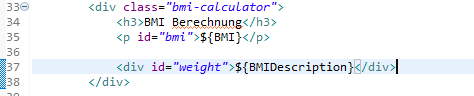 33 <div class="bmi-calculator">
34 <h3>BMI Berechnung</h3>
35 <p id="bmi">${BMI}</p>
36
37 <div id="weight">${BMIDescription}</div>
38 </div>